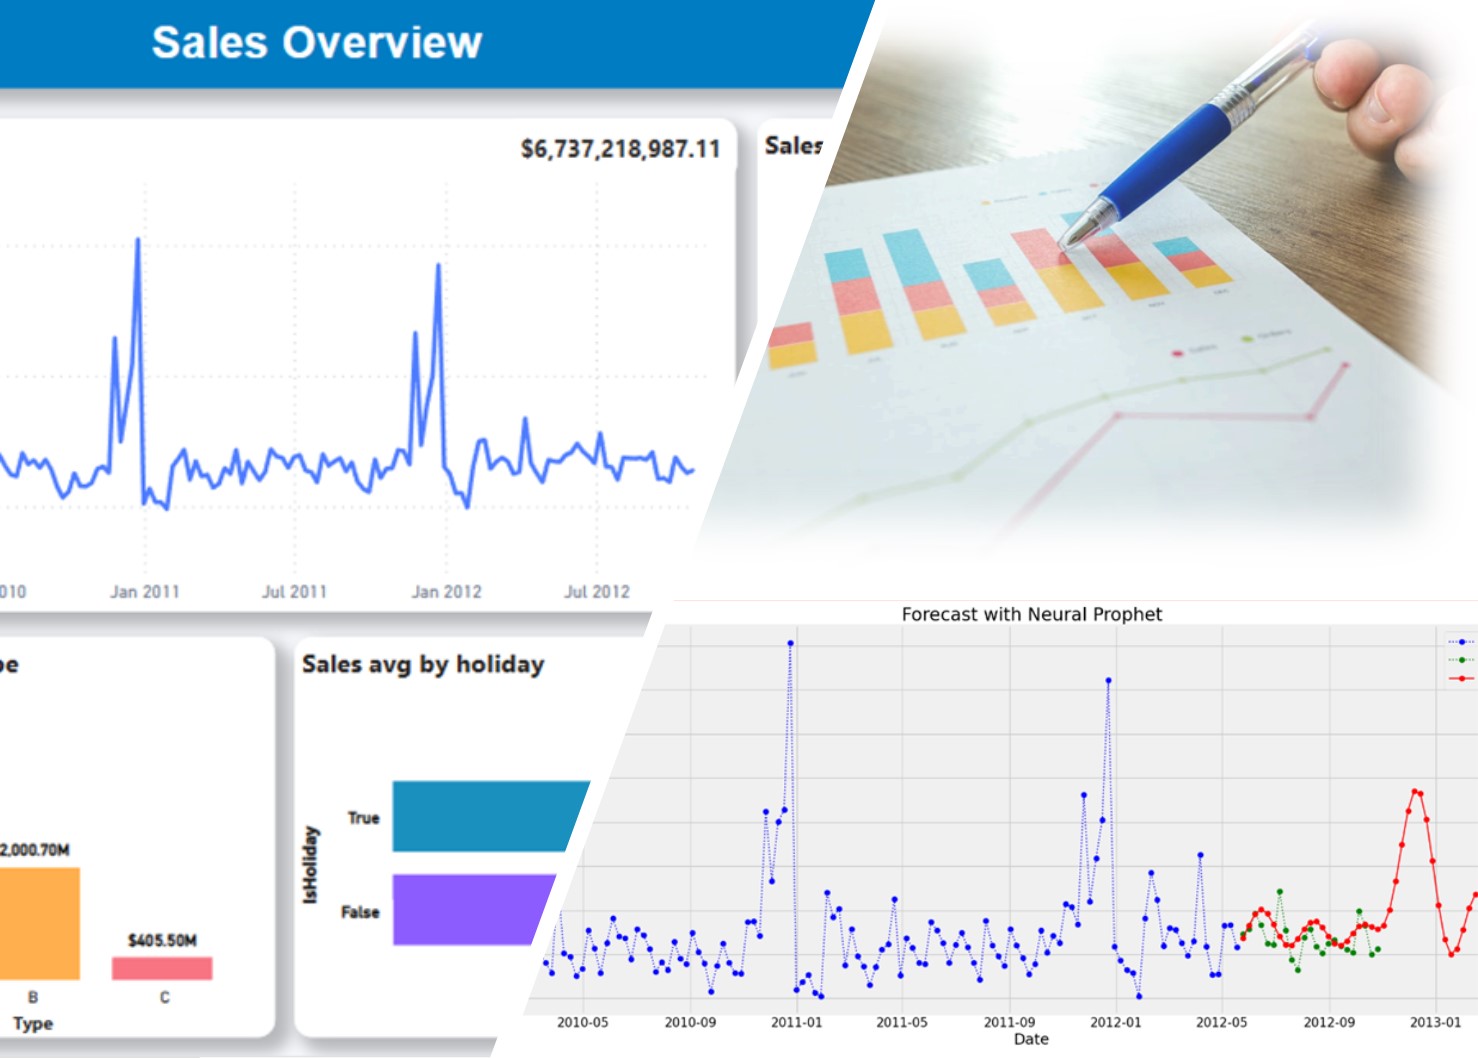 Sales Overview
$6,737,218,987.11
Sales
010
Jan 2011
Jul 2011
Jan 2012
Jul 2012
pe
2,000.70M
$405.50M
B
C
Type
Sales avg by holiday
IsHoliday
True
False
Forecast with Neural Prophet
2010-05
2010-09
2011-01
2011-05
2011-09
2012-01
2012-05
2012-09
2013-01
Date